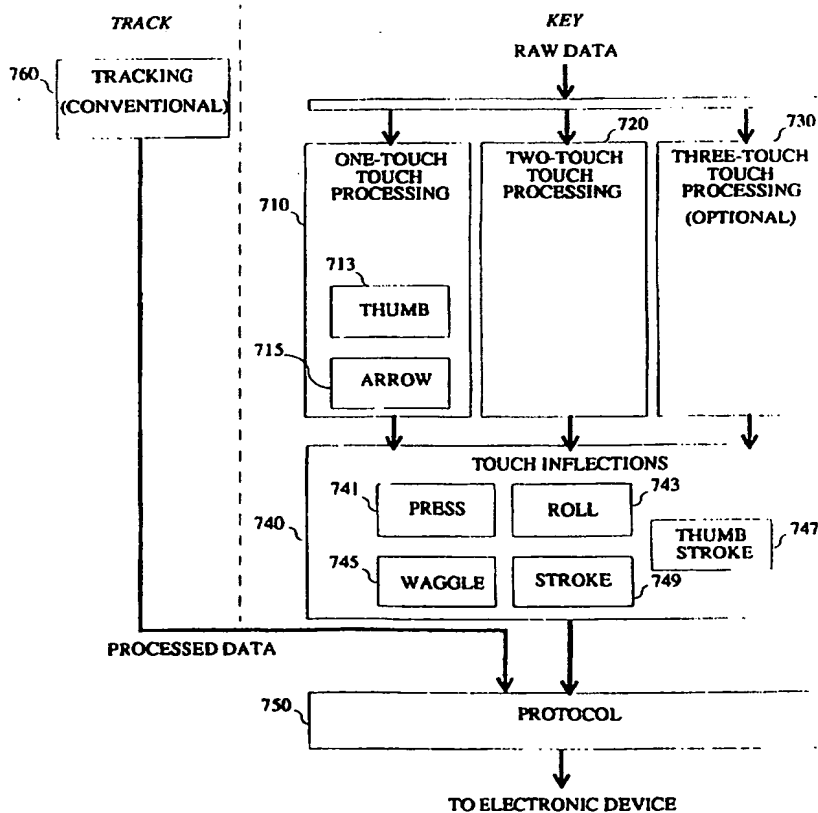 TRACK
KEY
RAW DATA
760
TRACKING
(CONVENTIONAL)
720
730
ONE-TOUCH
TOUCH
PROCESSING
TWO-TOUCH
TOUCH
PROCESSING
THREE-TOUCH
TOUCH
PROCESSING
(OPTIONAL)
710
713
THUMB
715
ARROW
TOUCH INFLECTIONS
741
PRESS
743
ROLL
740
747
THUMB
STROKE
745
WAGGLE
STROKE
749
PROCESSED DATA
750
PROTOCOL
TO ELECTRONIC DEVICE